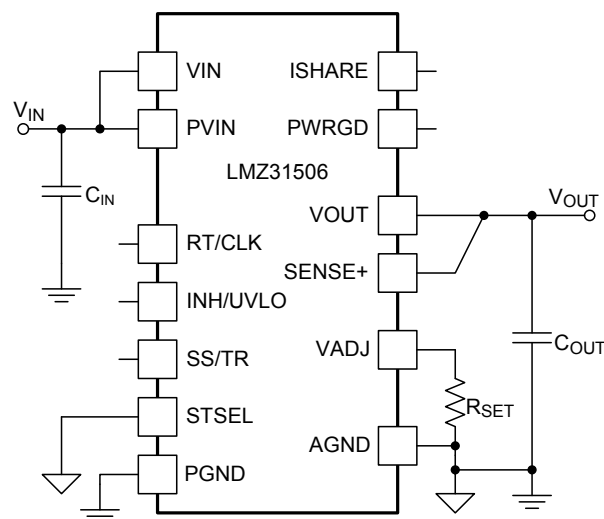 VIN
PVIN
V_IN
C_IN
RT/CLK
INH/UVLO
SS/TR
STSEL
PGND
LMZ31506
ISHARE
PWRGD
VOUT
SENSE+
VADJ
AGND
R_SET
V_OUT
C_OUT